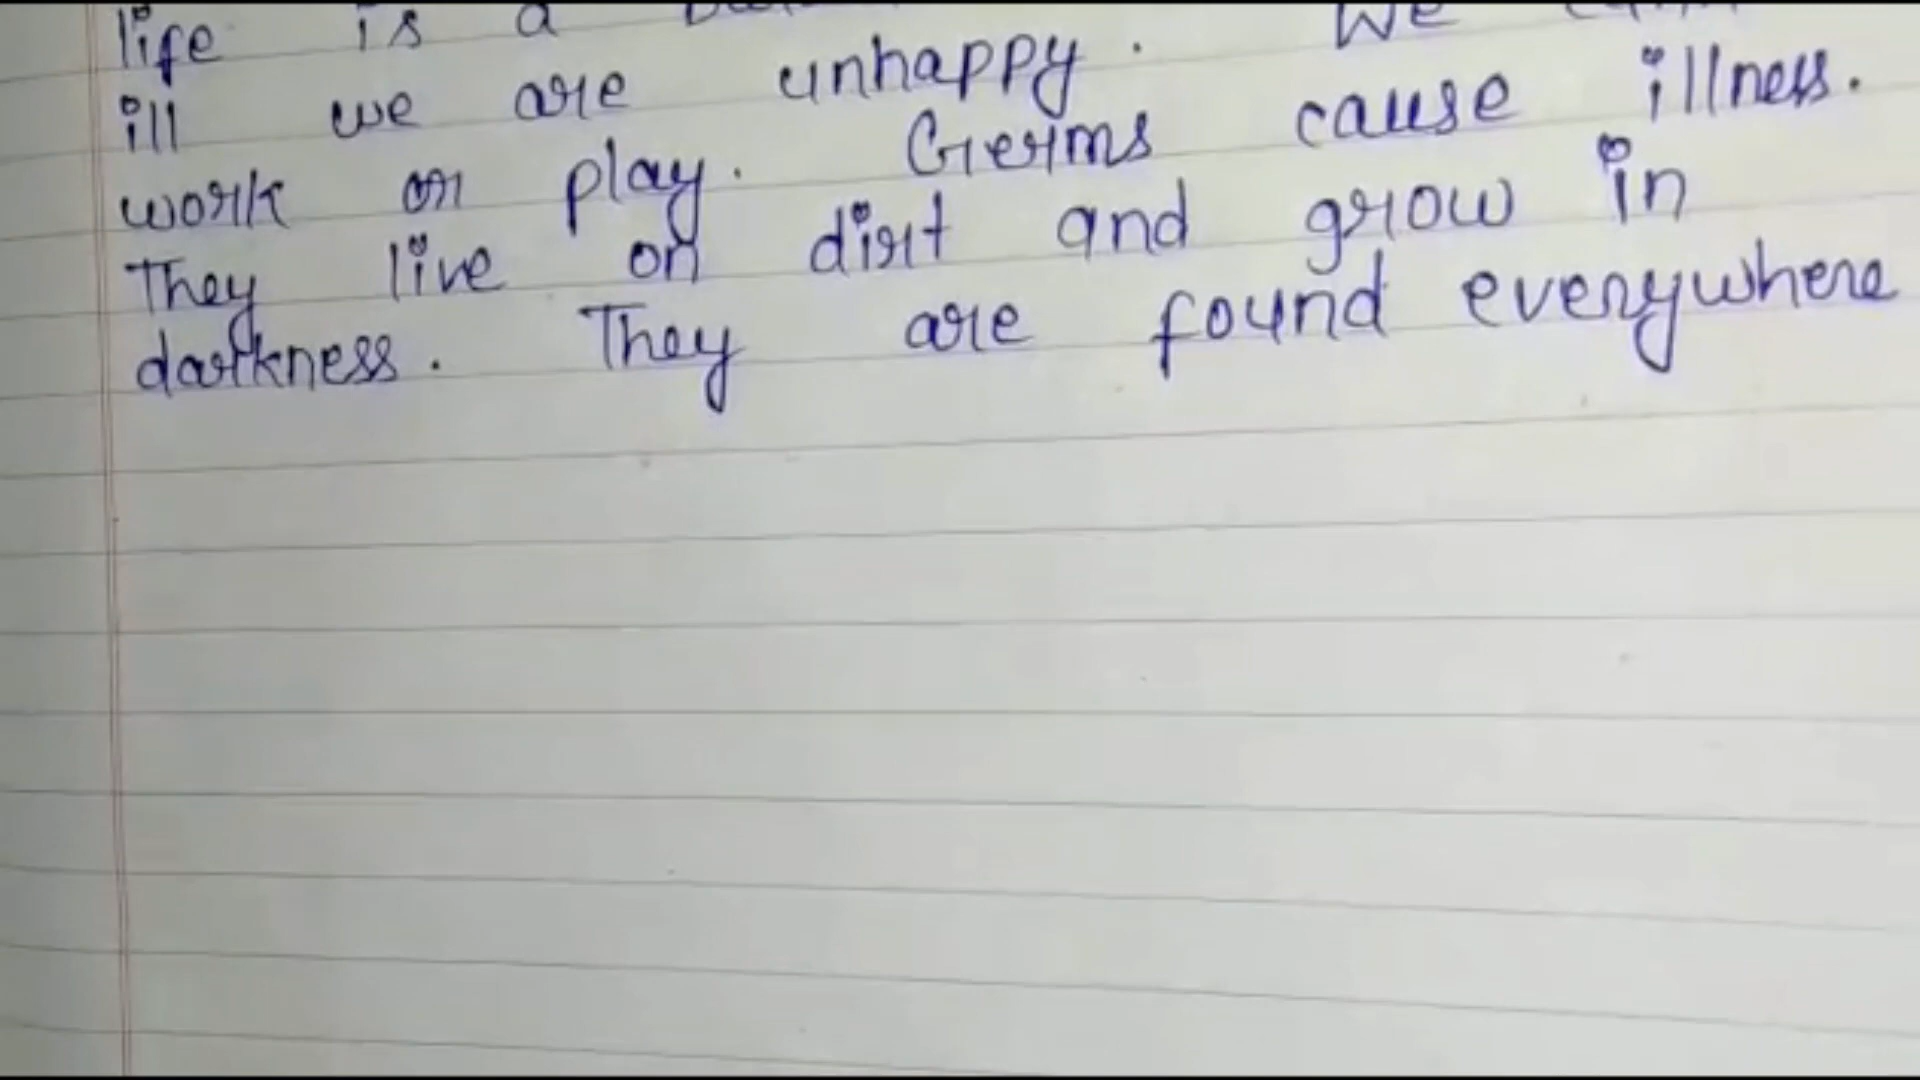 life is a
ill we are unhappy. We
work or play. Germs cause illness.
They live on dirt and grow in
darkness. They are found everywhere